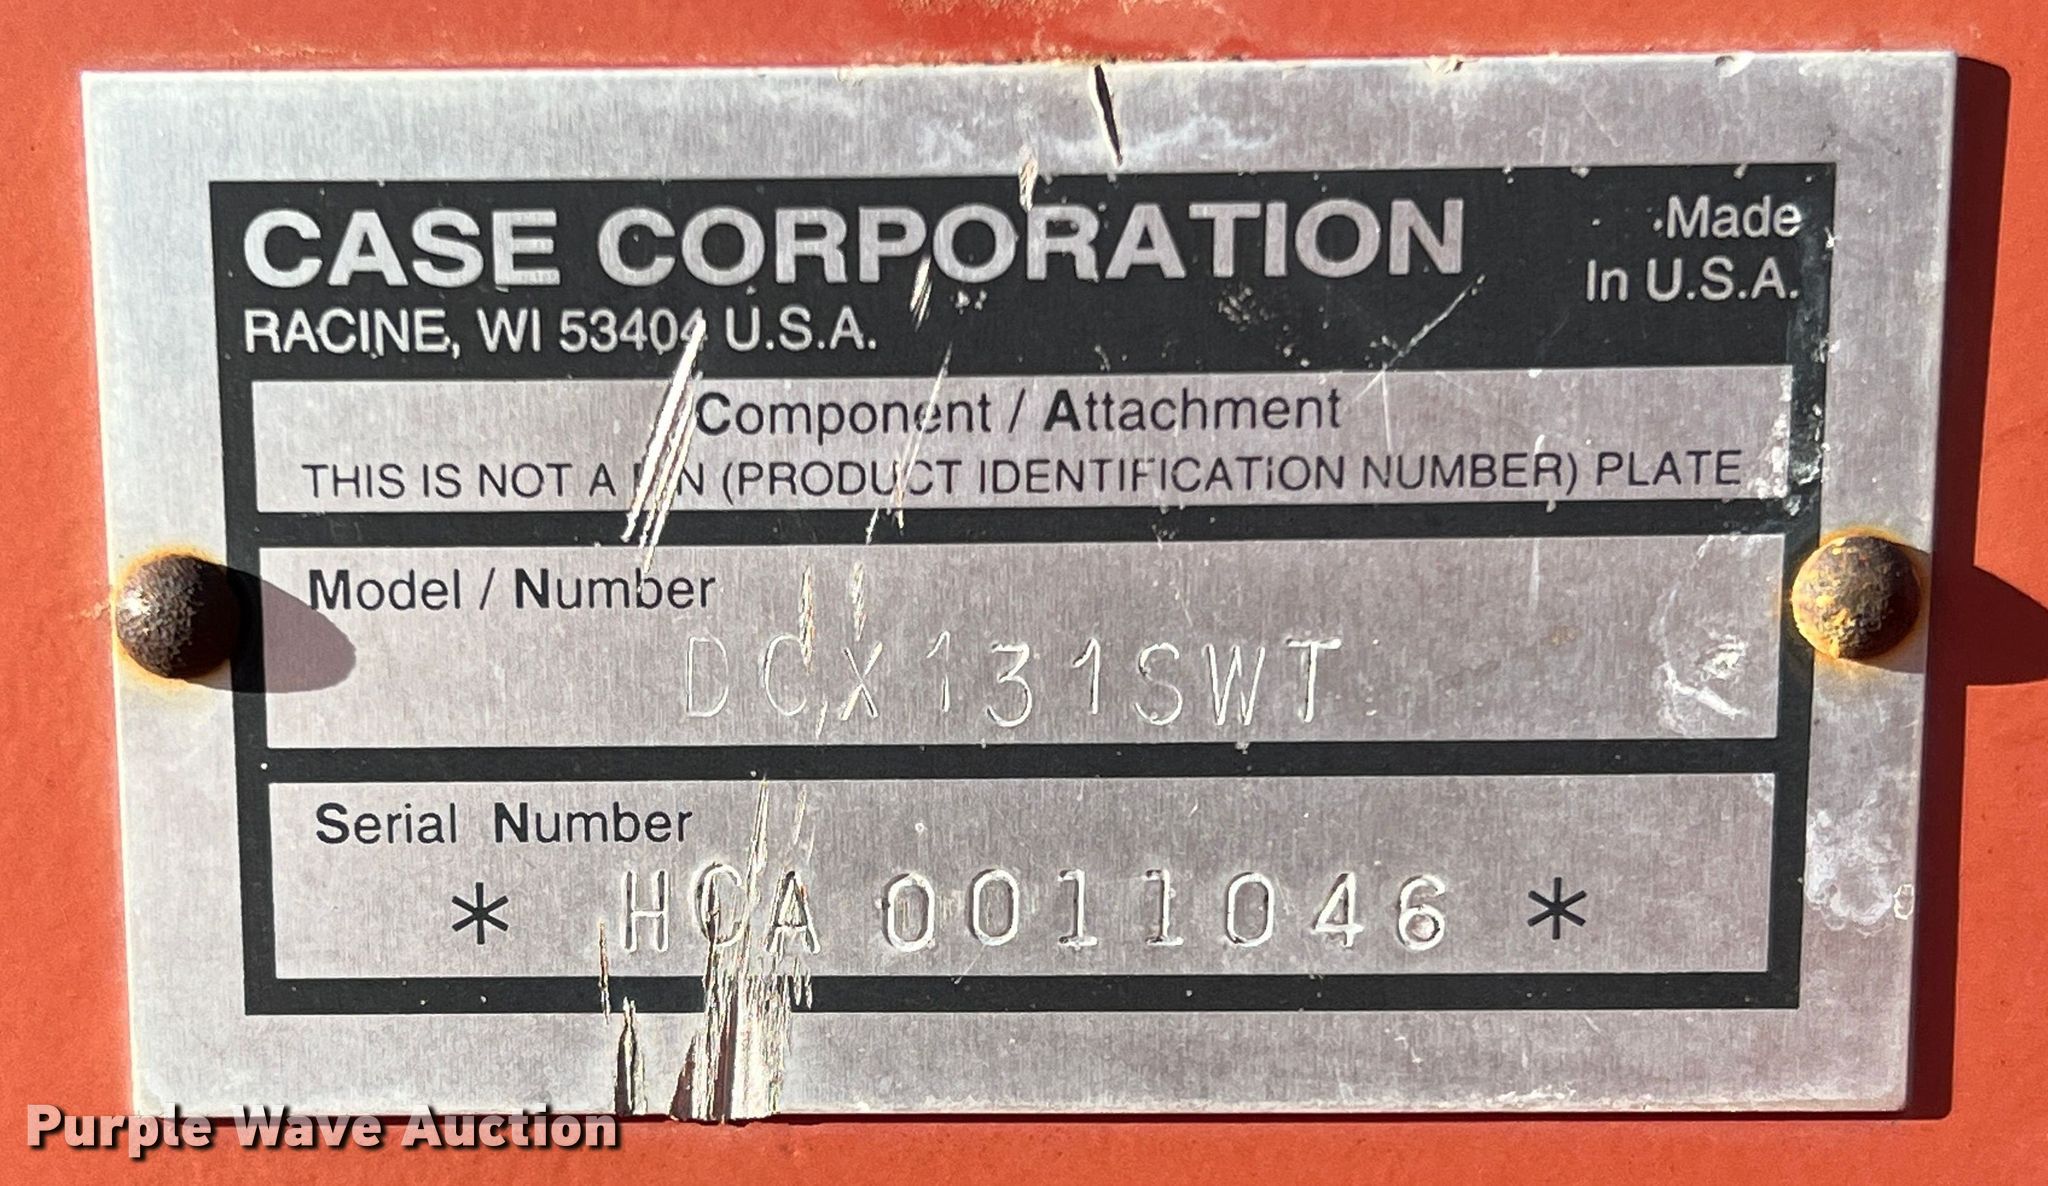 CASE CORPORATION
Made
In U.S.A.
RACINE, WI 53404 U.S.A.
Component / Attachment
THIS IS NOT A PIN (PRODUCT IDENTIFICATION NUMBER) PLATE
Model / Number
DCX131SWT
Serial Number
* HCA 0011046 *
Purple Wave Auction